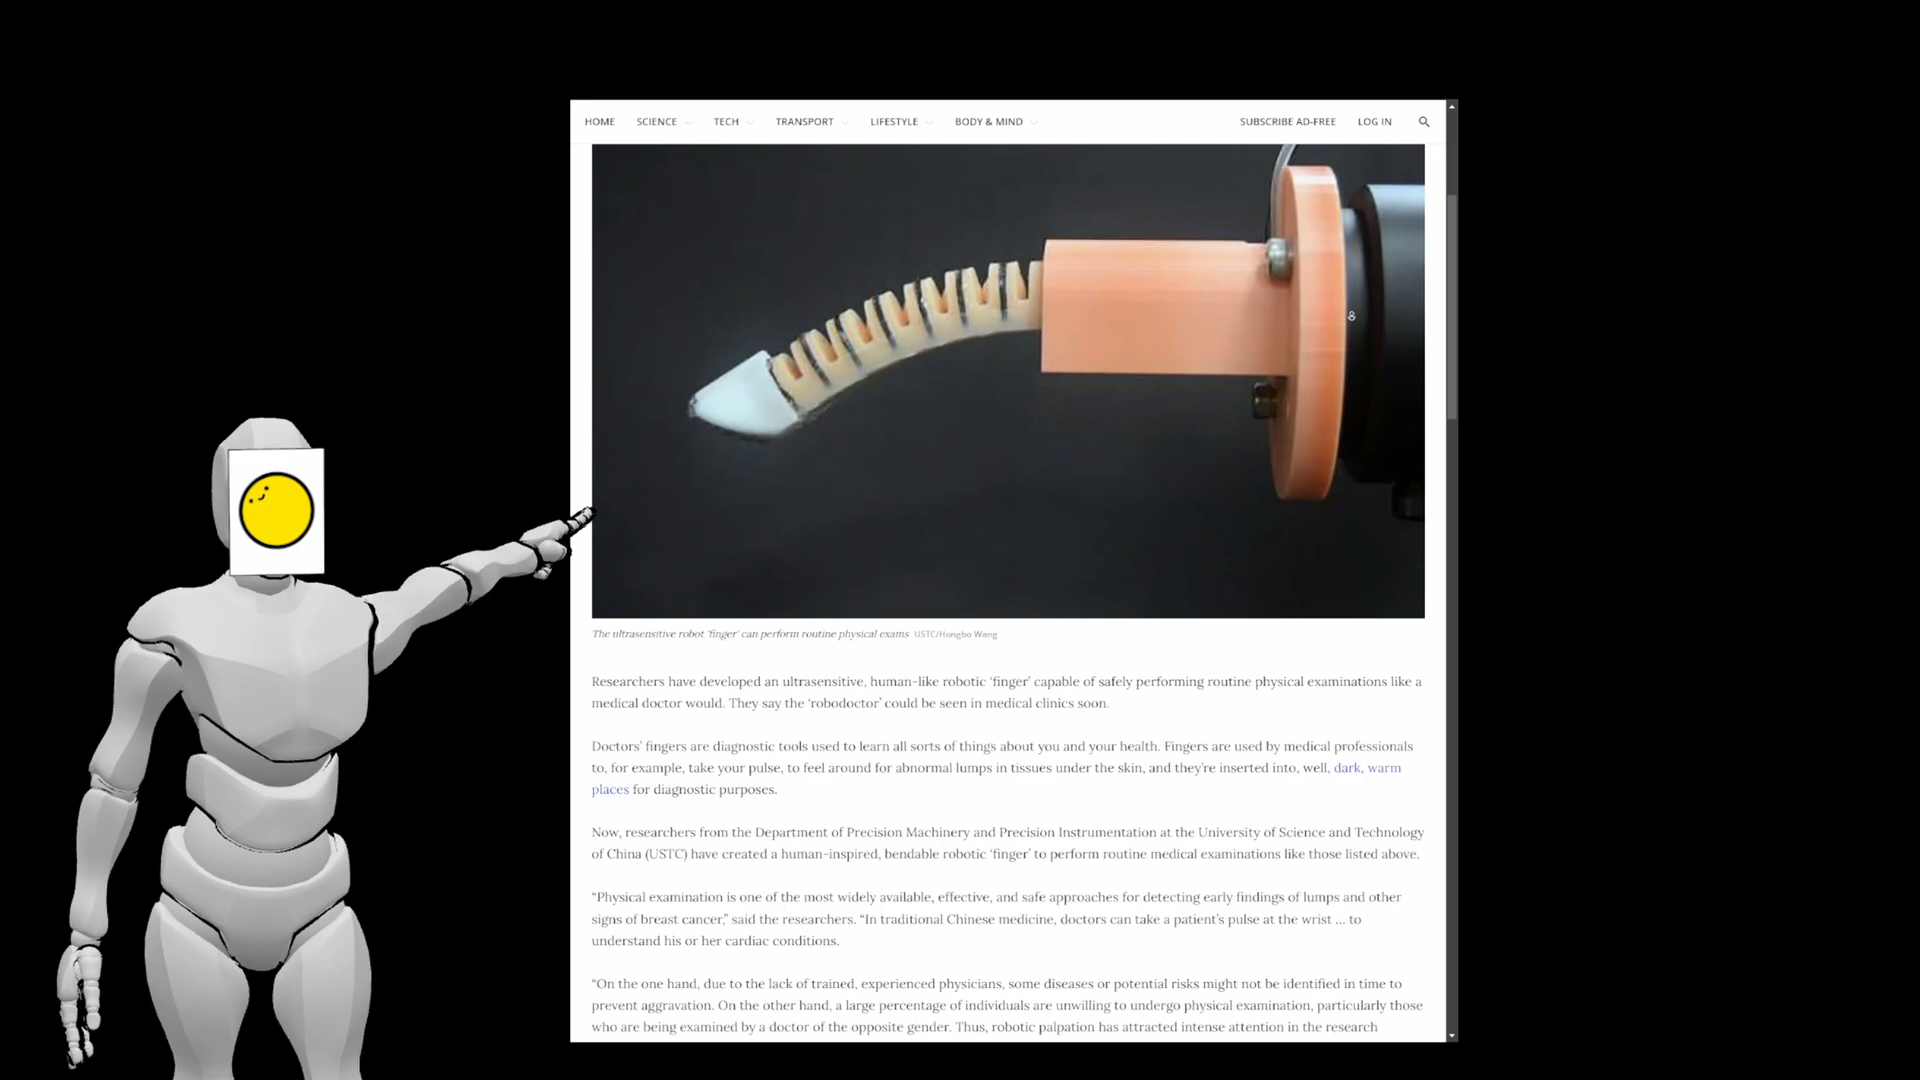 HOME SCIENCE TECH TRANSPORT LIFESTYLE BODY & MIND SUBSCRIBE AD-FREE LOG IN
The ultrasensitive robot 'finger' can perform routine physical exams USTC/Hongbo Wang
Researchers have developed an ultrasensitive, human-like robotic ‘finger’ capable of safely performing routine physical examinations like a
medical doctor would. They say the ‘robodoctor’ could be seen in medical clinics soon.
Doctors’ fingers are diagnostic tools used to learn all sorts of things about you and your health. Fingers are used by medical professionals
to, for example, take your pulse, to feel around for abnormal lumps in tissues under the skin, and they’re inserted into, well, dark, warm
places for diagnostic purposes.
Now, researchers from the Department of Precision Machinery and Precision Instrumentation at the University of Science and Technology
of China (USTC) have created a human-inspired, bendable robotic ‘finger’ to perform routine medical examinations like those listed above.
“Physical examination is one of the most widely available, effective, and safe approaches for detecting early findings of lumps and other
signs of breast cancer,” said the researchers. “In traditional Chinese medicine, doctors can take a patient’s pulse at the wrist … to
understand his or her cardiac conditions.
“On the one hand, due to the lack of trained, experienced physicians, some diseases or potential risks might not be identified in time to
prevent aggravation. On the other hand, a large percentage of individuals are unwilling to undergo physical examination, particularly those
who are being examined by a doctor of the opposite gender. Thus, robotic palpation has attracted intense attention in the research